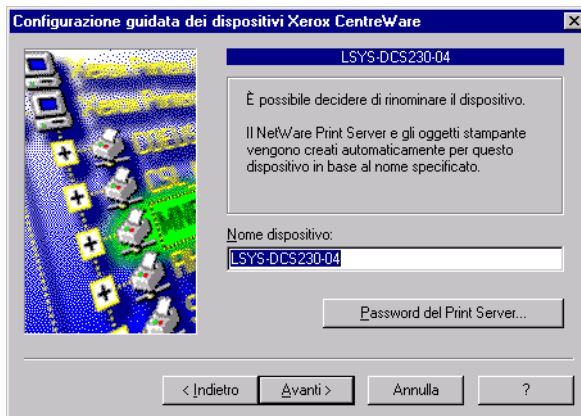 Configurazione guidata dei dispositivi Xerox CentreWare
LSYS-DCS230-04
È possibile decidere di rinominare il dispositivo.
Il NetWare Print Server e gli oggetti stampante
vengono creati automaticamente per questo
dispositivo in base al nome specificato.
Nome dispositivo:
LSYS-DCS230-04
Password del Print Server...
< Indietro
Avanti >
Annulla
?